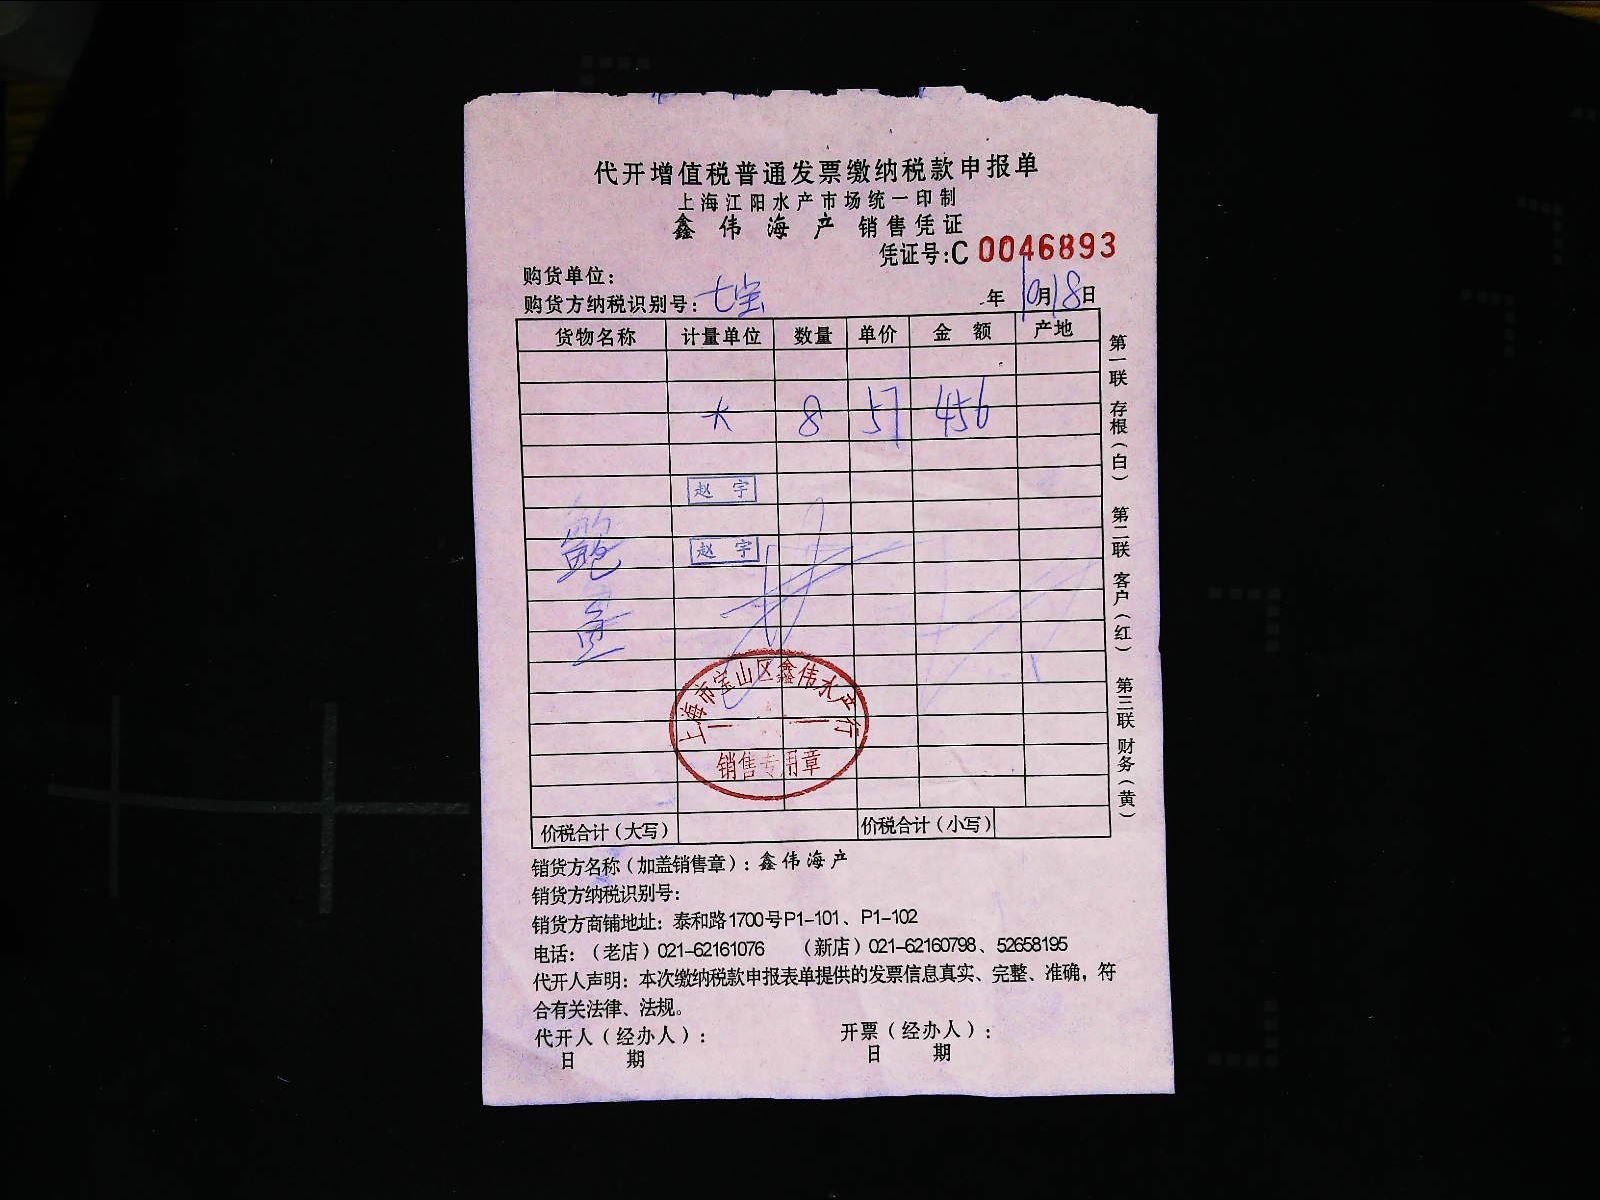 代开增值税普通发票缴纳税款申报单
上海江阳水产市场统一印制
鑫伟海产 销售凭证
凭证号:C 0046893
购货单位:
购货方纳税识别号: 七宝 年 10月18日
货物名称 计量单位 数量 单价 金额 产地
大 8 57 456
赵宇
鲍
赵宇
上海市宝山区鑫伟水产行
销售专用章
价税合计(大写) 价税合计(小写)
第一联 存根(白) 第二联 客户(红) 第三联 财务(黄)
销货方名称(加盖销售章): 鑫伟海产
销货方纳税识别号:
销货方商铺地址: 泰和路1700号P1-101、P1-102
电话:(老店)021-62161076 (新店)021-62160798、52658195
代开人声明: 本次缴纳税款申报表单提供的发票信息真实、完整、准确,符
合有关法律、法规。
代开人(经办人): 开票(经办人):
日期 日期